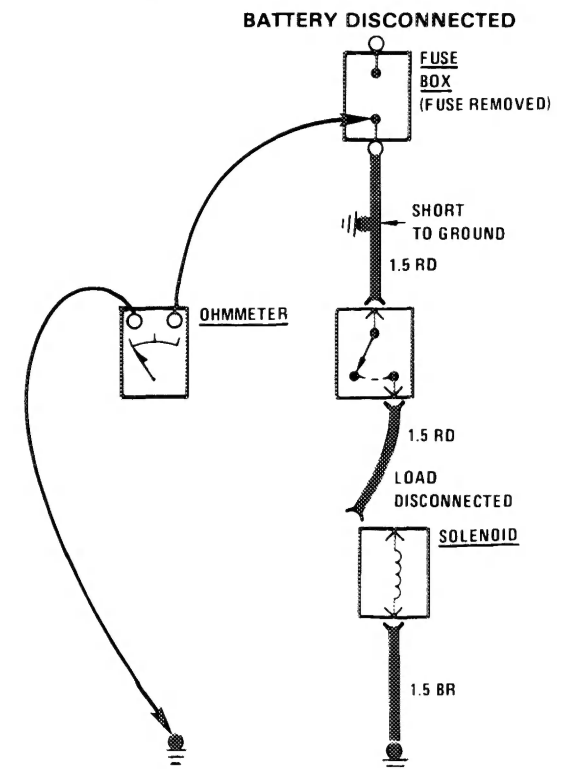 BATTERY DISCONNECTED
FUSE
BOX
(FUSE REMOVED)
SHORT
TO GROUND
1.5 RD
OHMMETER
1.5 RD
LOAD
DISCONNECTED
SOLENOID
1.5 BR